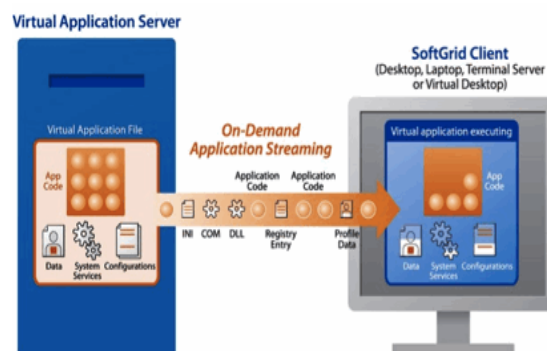 Virtual Application Server
SoftGrid Client
(Desktop, Laptop, Terminal Server
or Virtual Desktop)
Virtual Application File
App
Code
Data
System
Services
Configurations
On-Demand
Application Streaming
Application
Code
Application
Code
INI
COM
DLL
Registry
Entry
Profile
Data
Virtual application executing
App
Code
Data
System
Services
Configurations